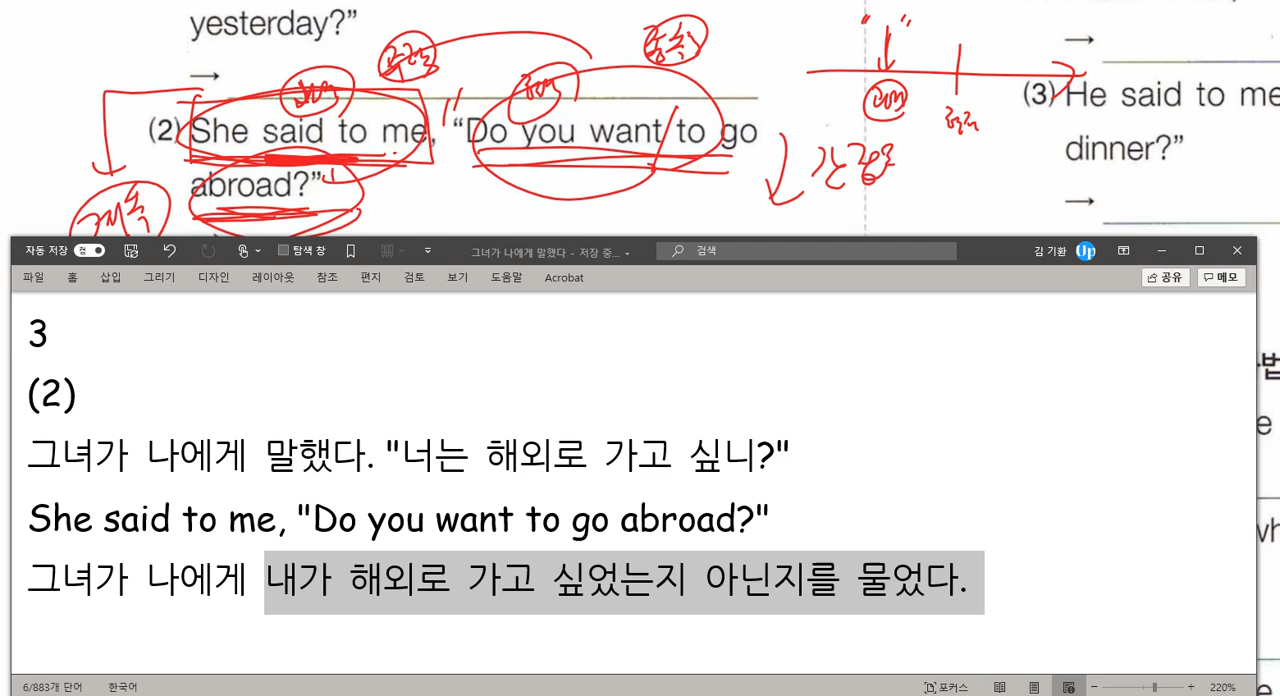 yesterday?”
→
(2) She said to me, “Do you want to go
abroad?”
→
(3) He said to me
dinner?”
→
과거
현재
자동 저장
탐색 창
그녀가 나에게 말했다 - 저장 중...
검색
김 기환
파일 홈 삽입 그리기 디자인 레이아웃 참조 편지 검토 보기 도움말 Acrobat
공유 메모
3
(2)
그녀가 나에게 말했다. "너는 해외로 가고 싶니?"
She said to me, "Do you want to go abroad?"
그녀가 나에게 내가 해외로 가고 싶었는지 아닌지를 물었다.
법
e
wh
e
6/883개 단어 한국어
포커스
220%